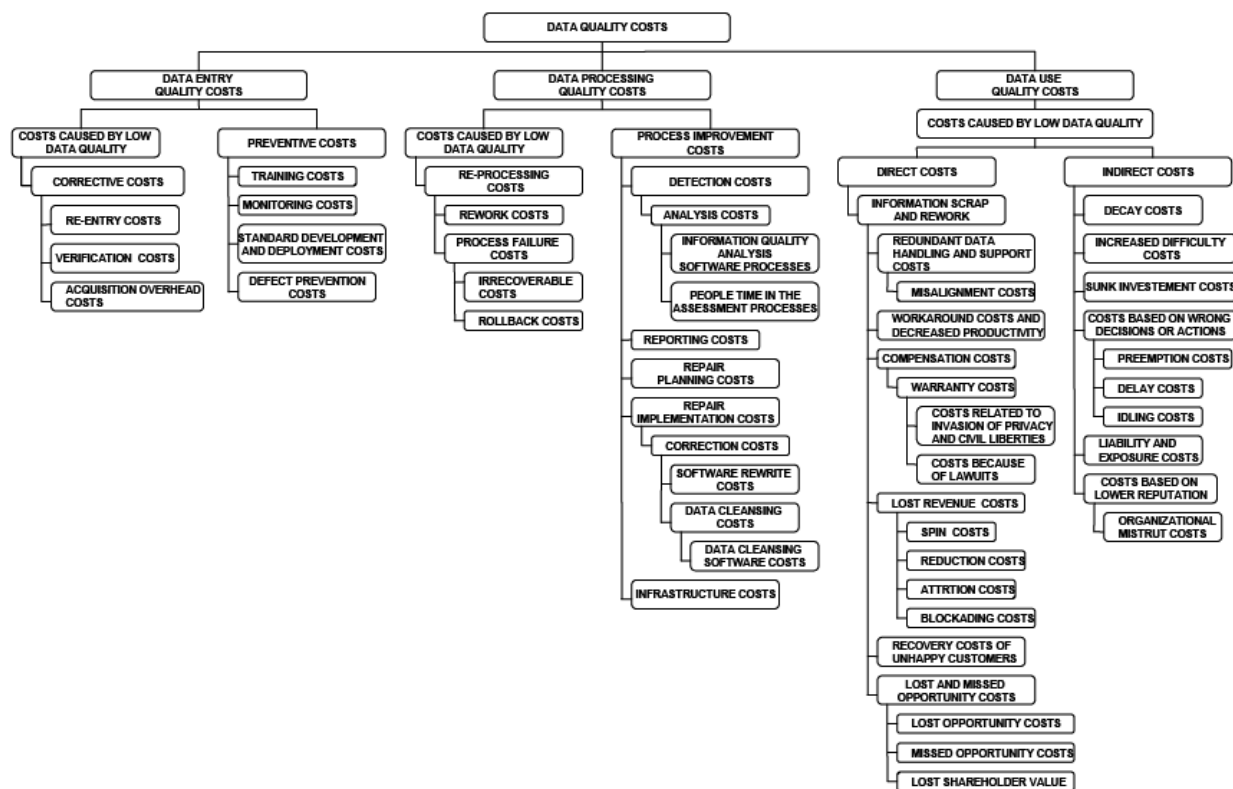 DATA QUALITY COSTS
DATA ENTRY
QUALITY COSTS
COSTS CAUSED BY LOW
DATA QUALITY
CORRECTIVE COSTS
RE-ENTRY COSTS
VERIFICATION COSTS
ACQUISITION OVERHEAD
COSTS
PREVENTIVE COSTS
TRAINING COSTS
MONITORING COSTS
STANDARD DEVELOPMENT
AND DEPLOYMENT COSTS
DEFECT PREVENTION
COSTS
DATA PROCESSING
QUALITY COSTS
COSTS CAUSED BY LOW
DATA QUALITY
RE-PROCESSING
COSTS
REWORK COSTS
PROCESS FAILURE
COSTS
IRRECOVERABLE
COSTS
ROLLBACK COSTS
PROCESS IMPROVEMENT
COSTS
DETECTION COSTS
ANALYSIS COSTS
INFORMATION QUALITY
ANALYSIS
SOFTWARE PROCESSES
PEOPLE TIME IN THE
ASSESSMENT PROCESSES
REPORTING COSTS
REPAIR
PLANNING COSTS
REPAIR
IMPLEMENTATION COSTS
CORRECTION COSTS
SOFTWARE REWRITE
COSTS
DATA CLEANSING
COSTS
DATA CLEANSING
SOFTWARE COSTS
INFRASTRUCTURE COSTS
DATA USE
QUALITY COSTS
COSTS CAUSED BY LOW DATA QUALITY
DIRECT COSTS
INFORMATION SCRAP
AND REWORK
REDUNDANT DATA
HANDLING AND SUPPORT
COSTS
MISALIGNMENT COSTS
WORKAROUND COSTS AND
DECREASED PRODUCTIVITY
COMPENSATION COSTS
WARRANTY COSTS
COSTS RELATED TO
INVASION OF PRIVACY
AND CIVIL LIBERTIES
COSTS BECAUSE
OF LAWUITS
LOST REVENUE COSTS
SPIN COSTS
REDUCTION COSTS
ATTRTION COSTS
BLOCKADING COSTS
RECOVERY COSTS OF
UNHAPPY CUSTOMERS
LOST AND MISSED
OPPORTUNITY COSTS
LOST OPPORTUNITY COSTS
MISSED OPPORTUNITY COSTS
LOST SHAREHOLDER VALUE
INDIRECT COSTS
DECAY COSTS
INCREASED DIFFICULTY
COSTS
SUNK INVESTEMENT COSTS
COSTS BASED ON WRONG
DECISIONS OR ACTIONS
PREEMPTION COSTS
DELAY COSTS
IDLING COSTS
LIABILITY AND
EXPOSURE COSTS
COSTS BASED ON
LOWER REPUTATION
ORGANIZATIONAL
MISTRUT COSTS